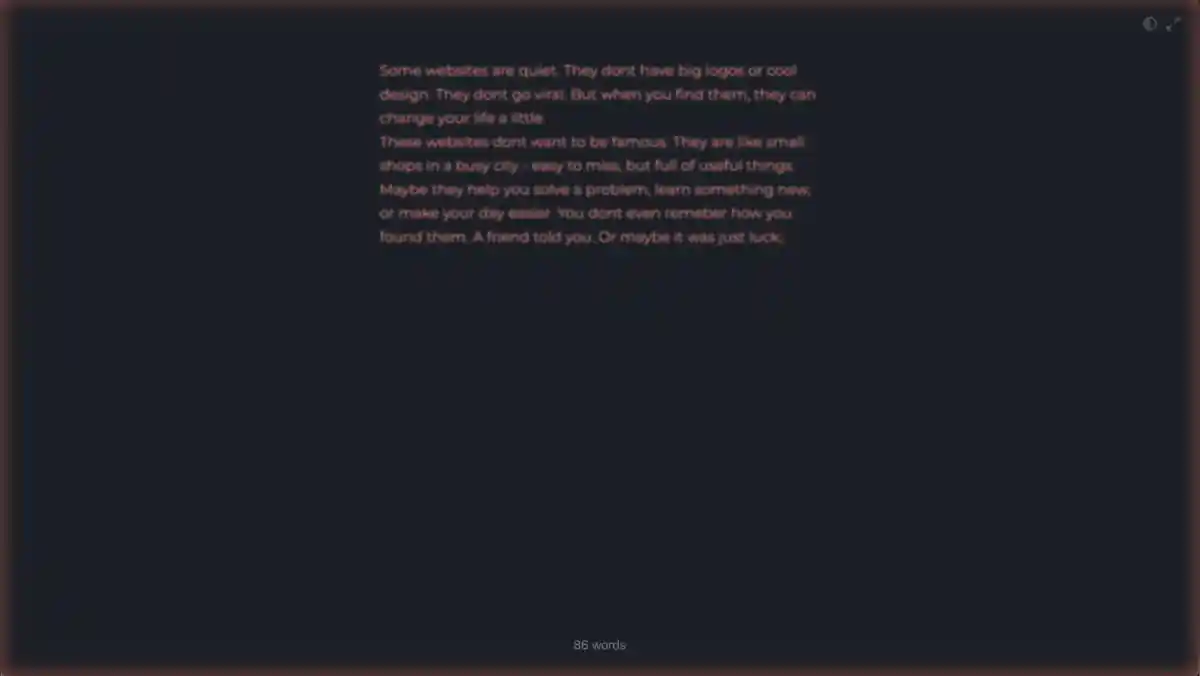 Some websites are quiet. They dont have big logos or cool
design. They dont go viral. But when you find them, they can
change your life a little.
These websites dont want to be famous. They are like small
shops in a busy city - easy to miss, but full of useful things.
Maybe they help you solve a problem, learn something new,
or make your day easier. You dont even remeber how you
found them. A friend told you. Or maybe it was just luck.
86 words